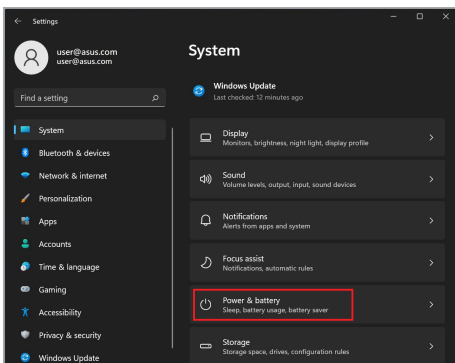 Settings
user@asus.com
user@asus.com
Find a setting
System
Bluetooth & devices
Network & internet
Personalization
Apps
Accounts
Time & language
Gaming
Accessibility
Privacy & security
Windows Update
System
Windows Update
Last checked: 12 minutes ago
Display
Monitors, brightness, night light, display profile
Sound
Volume levels, output, input, sound devices
Notifications
Alerts from apps and system
Focus assist
Notifications, automatic rules
Power & battery
Sleep, battery usage, battery saver
Storage
Storage space, drives, configuration rules